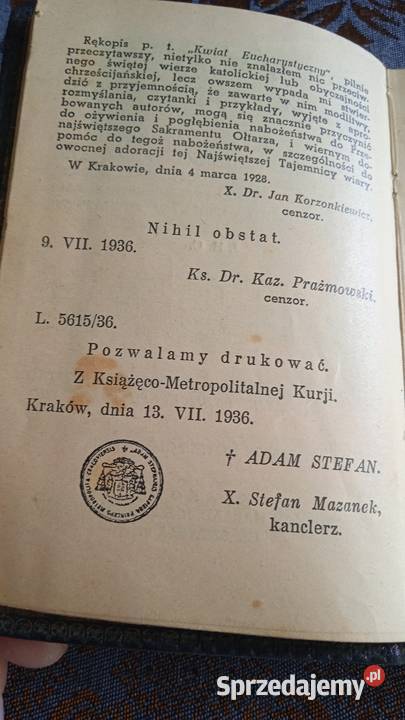 Rękopis p. t. „Kwiat Eucharystyczny", pilnie
przeczytawszy, nietylko nie znalazłem nic przeciw-
nego świętej wierze katolickiej lub obyczajności
chrześcijańskiej, lecz owszem wypada mi stwier-
dzić z przyjemnością, że zawarte w nim modlitwy,
rozmyślania, czytanki i przykłady, wyjęte z apro-
bowanych autorów, mogą się znacznie przyczynić
do ożywienia i pogłębienia nabożeństwa do Prze-
najświętszego Sakramentu Ołtarza, i wiernym do-
pomóc do tegoż nabożeństwa, w szczególności do
owocnej adoracji tej Najświętszej Tajemnicy wiary.
W Krakowie, dnia 4 marca 1928.
X. Dr. Jan Korzonkiewicz,
cenzor.
Nihil obstat.
9. VII. 1936.
Ks. Dr. Kaz. Prażmowski.
cenzor.
L. 5615/36.
Pozwalamy drukować.
Z Książęco-Metropolitalnej Kurji.
Kraków, dnia 13. VII. 1936.
† ADAM STEFAN.
X. Stefan Mazanek,
kanclerz.
Sprzedajemy.pl